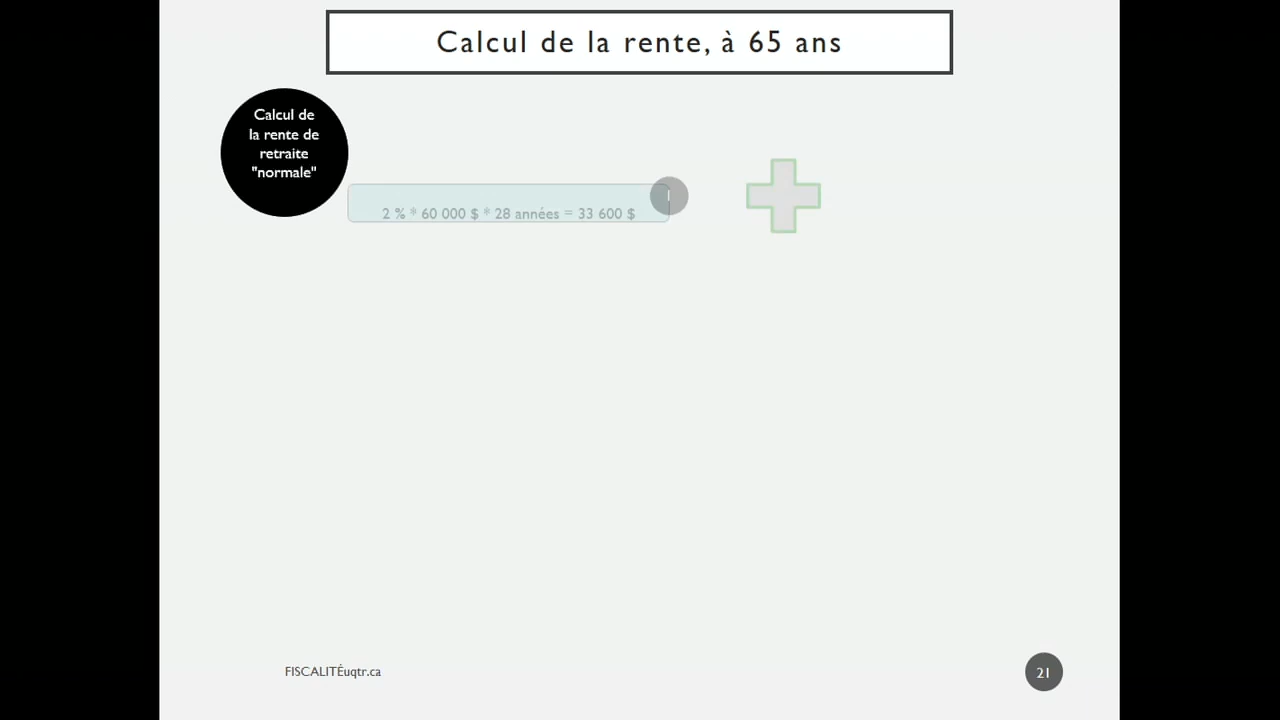 Calcul de la rente, à 65 ans
Calcul de
la rente de
retraite
"normale"
1
2 % * 60 000 $ * 28 années = 33 600 $
FISCALITÉuqtr.ca
21